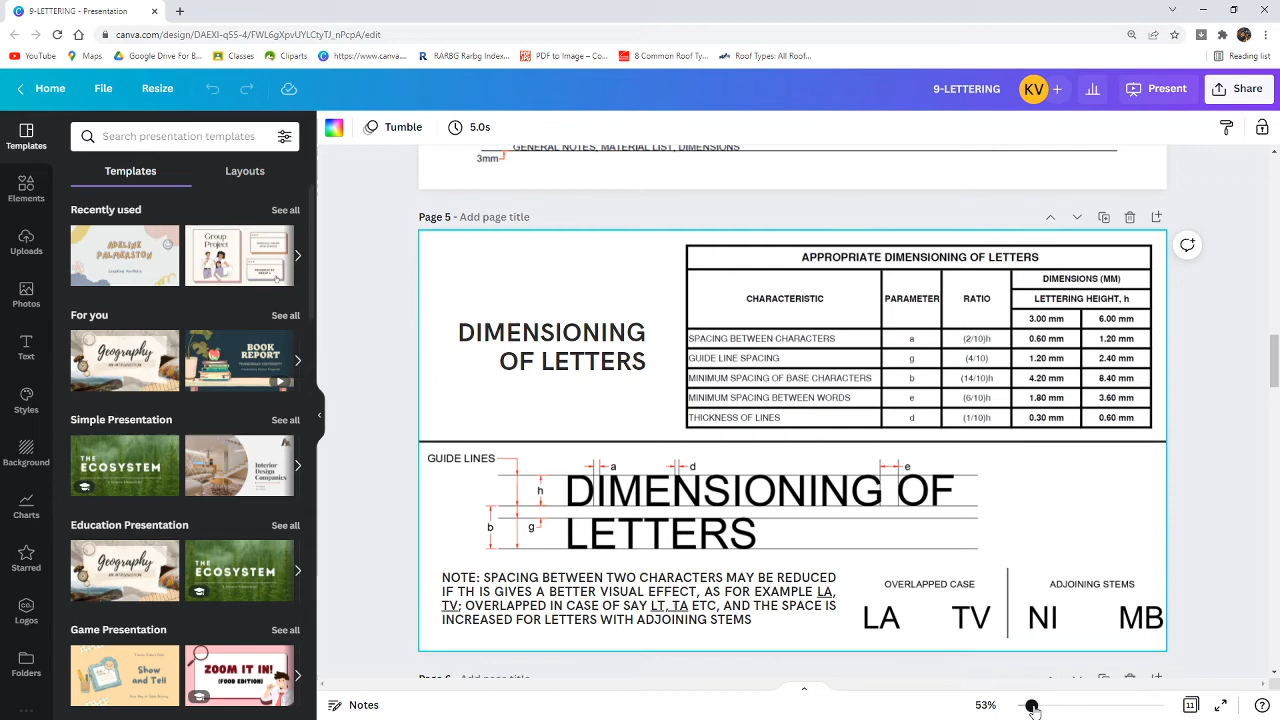 9-LETTERING - Presentation
canva.com/design/DAEXI-q5S-4/FWL6gXpvUYLCtyTJ_nPcpA/edit
YouTube
Maps
Google Drive For B...
Classes
Cliparts
https://www.canva....
RARBG Rarbg Index...
PDF to Image – Co...
8 Common Roof Ty...
Roof Types: All Roof...
Reading list
Home
File
Resize
9-LETTERING
KV
Present
Share
Templates
Elements
Uploads
Photos
Text
Styles
Background
Charts
Starred
Logos
Folders
Search presentation templates
Templates
Layouts
Recently used
See all
ADELINE
PALMERSTON
Group
Project
For you
See all
Geography
AN INTRODUCTION
BOOK
REPORT
Simple Presentation
See all
THE
ECOSYSTEM
Interior
Design
Companies
Education Presentation
See all
Geography
AN INTRODUCTION
THE
ECOSYSTEM
Game Presentation
See all
Show
and Tell
ZOOM IT IN!
(FOOD EDITION)
Tumble
5.0s
GENERAL NOTES, MATERIAL LIST, DIMENSIONS
3mm
Page 5 - Add page title
DIMENSIONING
OF LETTERS
APPROPRIATE DIMENSIONING OF LETTERS
CHARACTERISTIC
PARAMETER
RATIO
DIMENSIONS (MM)
LETTERING HEIGHT, h
3.00 mm
6.00 mm
SPACING BETWEEN CHARACTERS a (2/10)h 0.60 mm 1.20 mm
GUIDE LINE SPACING g (4/10) 1.20 mm 2.40 mm
MINIMUM SPACING OF BASE CHARACTERS b (14/10)h 4.20 mm 8.40 mm
MINIMUM SPACING BETWEEN WORDS e (6/10)h 1.80 mm 3.60 mm
THICKNESS OF LINES d (1/10)h 0.30 mm 0.60 mm
GUIDE LINES
a
d
e
h
b
g
DIMENSIONING OF
LETTERS
NOTE: SPACING BETWEEN TWO CHARACTERS MAY BE REDUCED
IF TH IS GIVES A BETTER VISUAL EFFECT, AS FOR EXAMPLE LA,
TV; OVERLAPPED IN CASE OF SAY LT, TA ETC, AND THE SPACE IS
INCREASED FOR LETTERS WITH ADJOINING STEMS
OVERLAPPED CASE
LA TV
ADJOINING STEMS
NI MB
Notes
53%
11